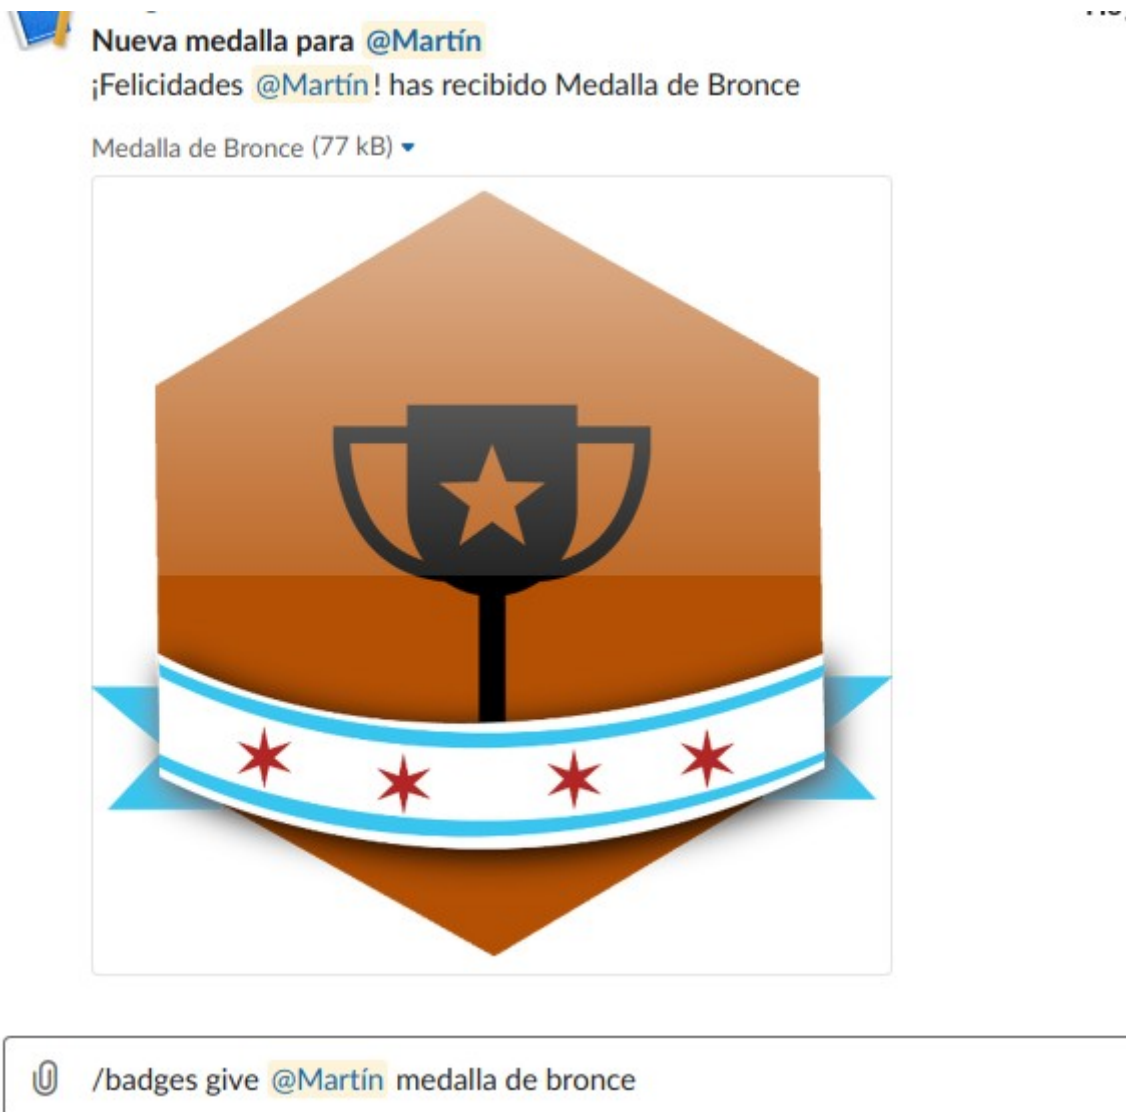 Nueva medalla para @Martín
¡Felicidades @Martín! has recibido Medalla de Bronce
Medalla de Bronce (77 kB)
/badges give @Martín medalla de bronce